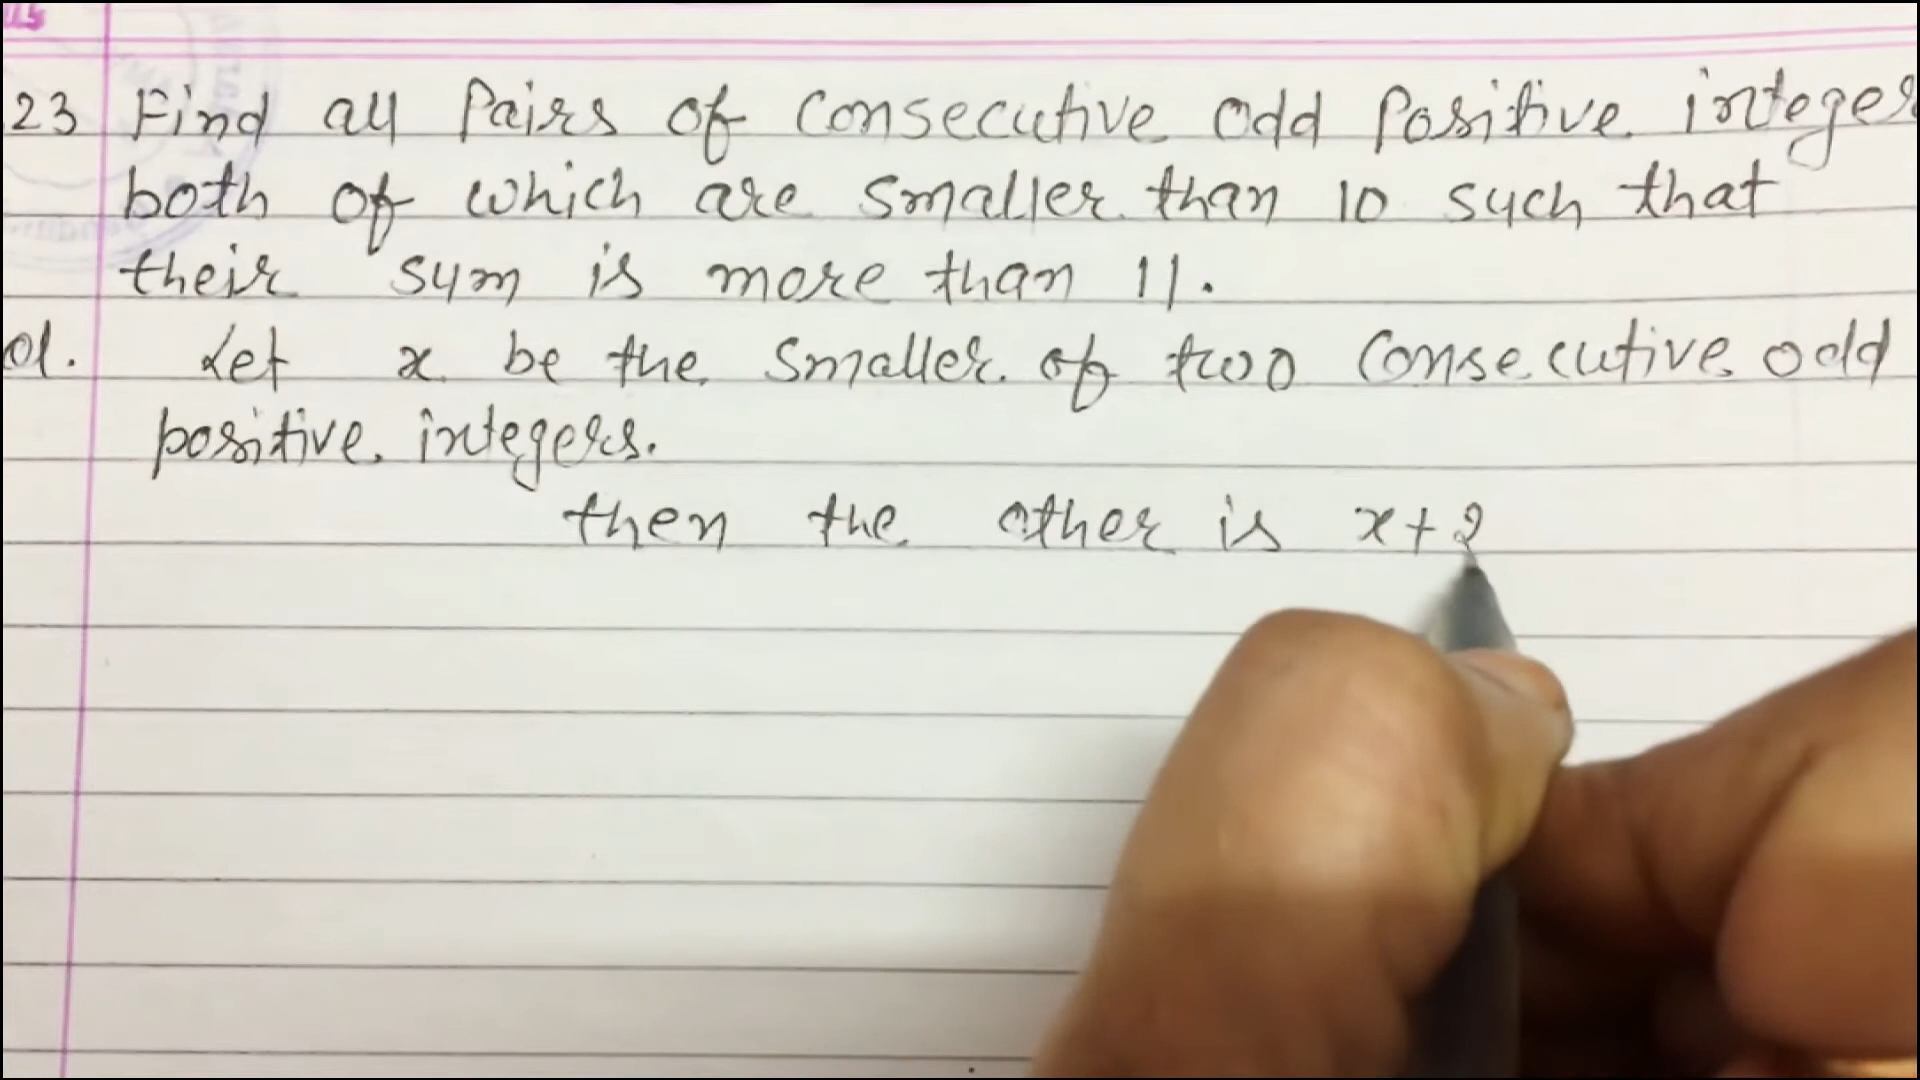 23 Find all Pairs of Consecutive Odd Positive integer
both of which are smaller than 10 such that
their sum is more than 11.
ol. Let x be the smaller of two Consecutive odd
positive integers.
then the other is x+2